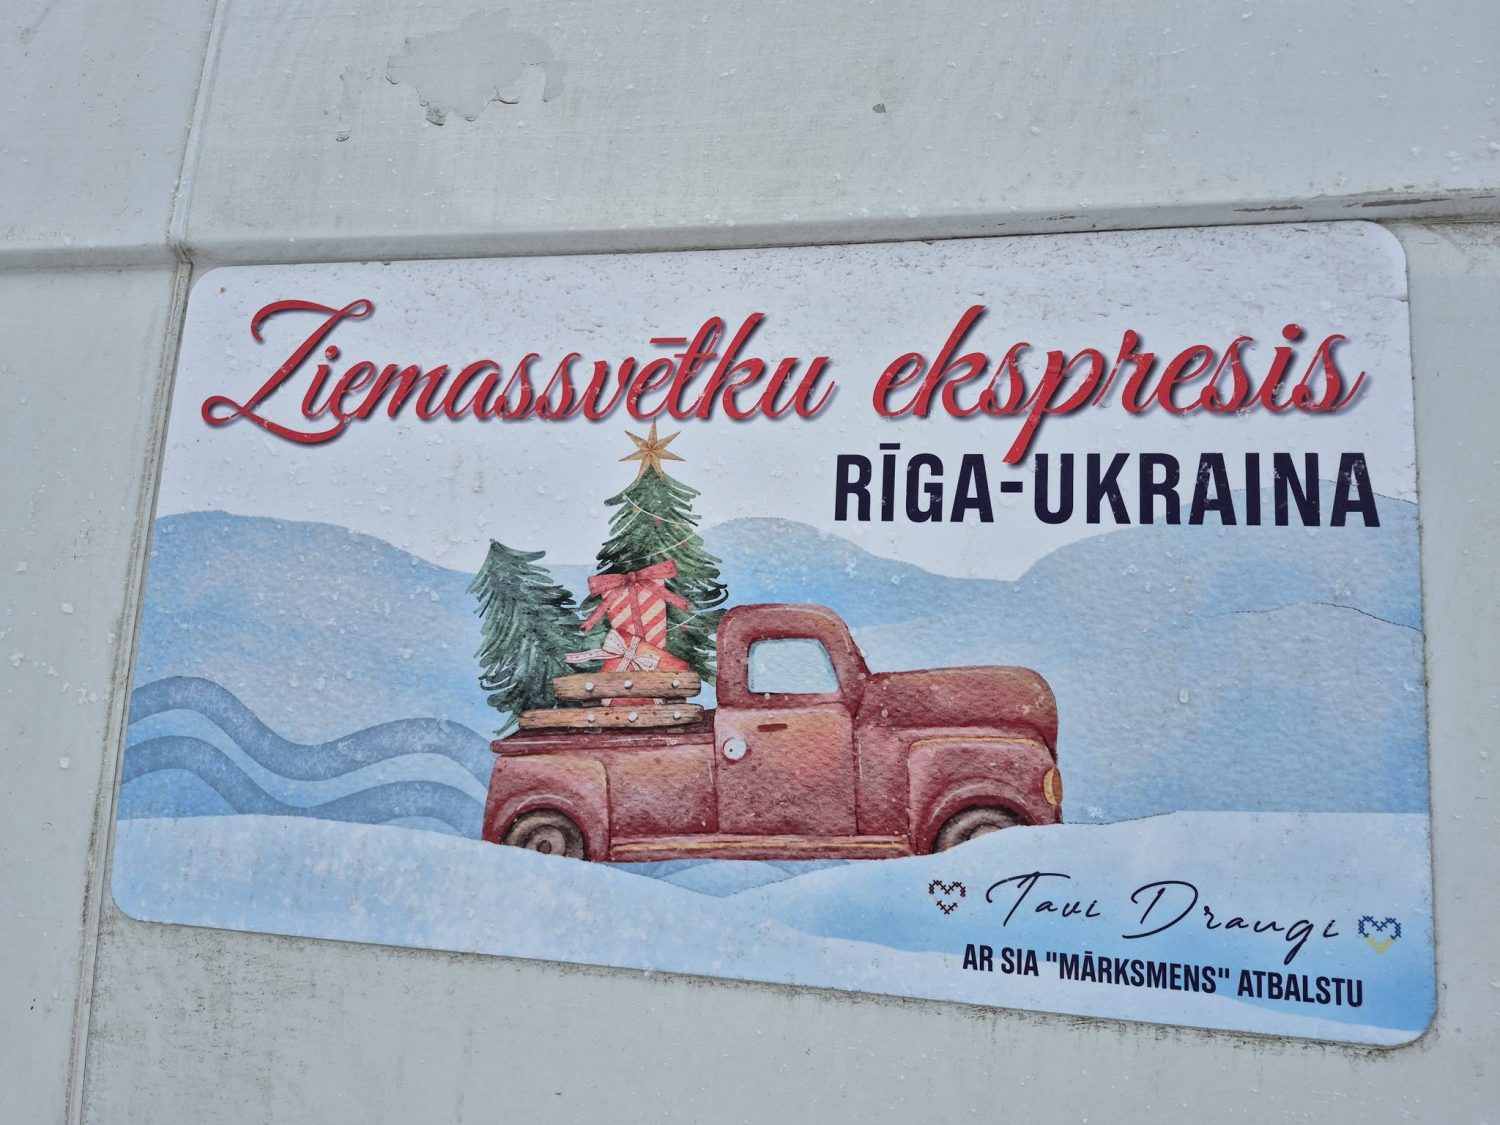 Ziemassvētku ekspresis
RĪGA-UKRAINA
Tavi Draugi
AR SIA "MĀRKSMENS" ATBALSTU